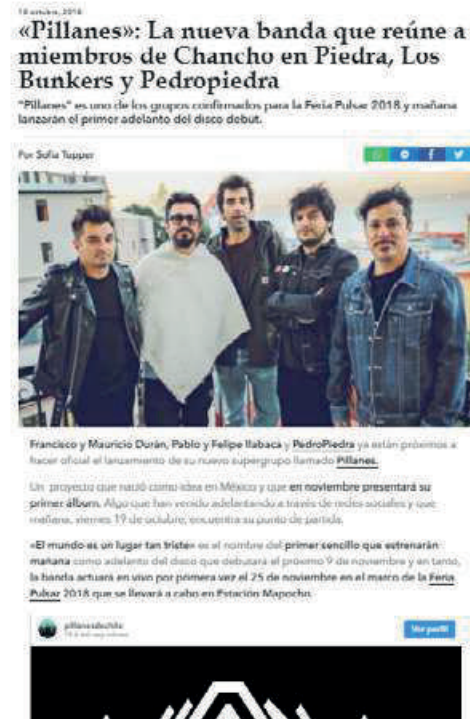 18 octubre, 2018
«Pillanes»: La nueva banda que reúne a
miembros de Chancho en Piedra, Los
Bunkers y Pedropiedra
"Pillanes" es uno de los grupos confirmados para la Feria Pulsar 2018 y mañana
lanzarán el primer adelanto del disco debut.
Por Sofía Tupper
Francisco y Mauricio Durán, Pablo y Felipe Ilabaca y PedroPiedra ya están próximos a
hacer oficial el lanzamiento de su nuevo supergrupo llamado Pillanes.
Un proyecto que nació como idea en México y que en noviembre presentará su
primer álbum. Algo que han venido adelantando a través de redes sociales y que
mañana, viernes 19 de octubre, encuentra su punto de partida.
«El mundo es un lugar tan triste» es el nombre del primer sencillo que estrenarán
mañana como adelanto del disco que debutará el próximo 9 de noviembre y en tanto,
la banda actuará en vivo por primera vez el 25 de noviembre en el marco de la Feria
Pulsar 2018 que se llevará a cabo en Estación Mapocho.
pillanesdechile
Ver perfil